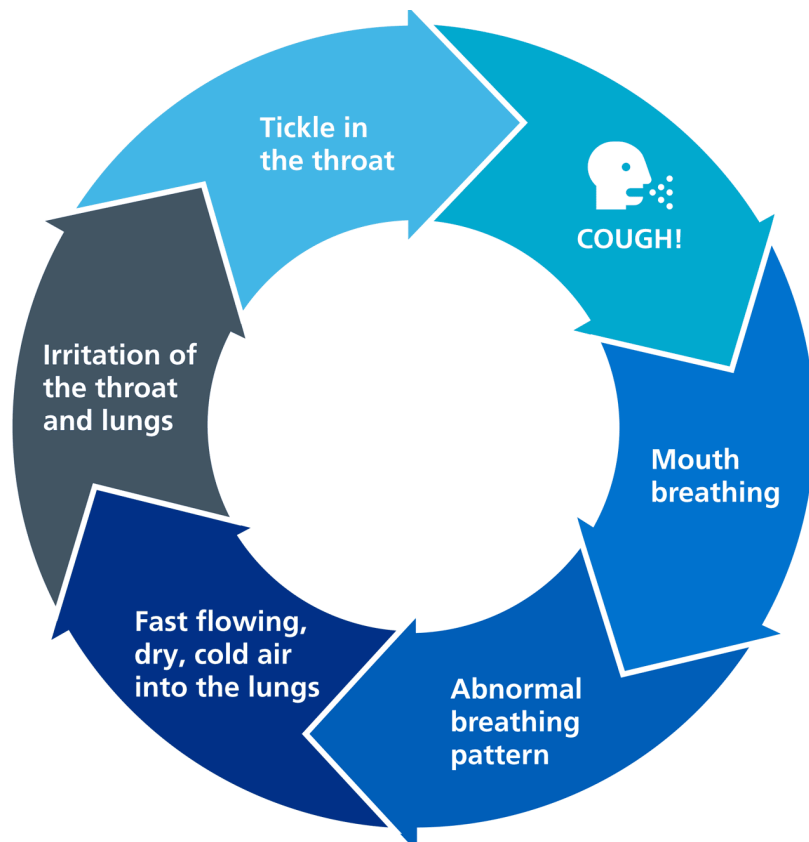 Tickle in
the throat
COUGH!
Mouth
breathing
Abnormal
breathing
pattern
Fast flowing,
dry, cold air
into the lungs
Irritation of
the throat
and lungs